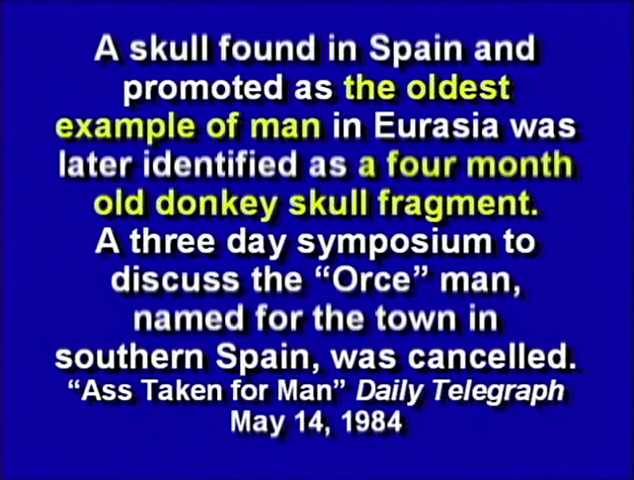 A skull found in Spain and
promoted as the oldest
example of man in Eurasia was
later identified as a four month
old donkey skull fragment.
A three day symposium to
discuss the “Orce” man,
named for the town in
southern Spain, was cancelled.
“Ass Taken for Man” Daily Telegraph
May 14, 1984